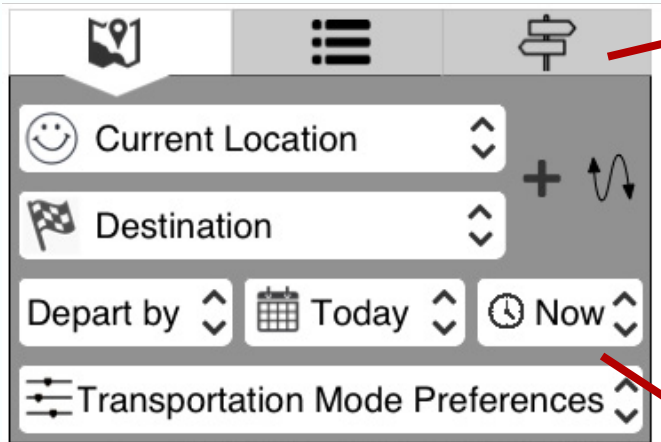 Current Location
Destination
Depart by Today Now
Transportation Mode Preferences